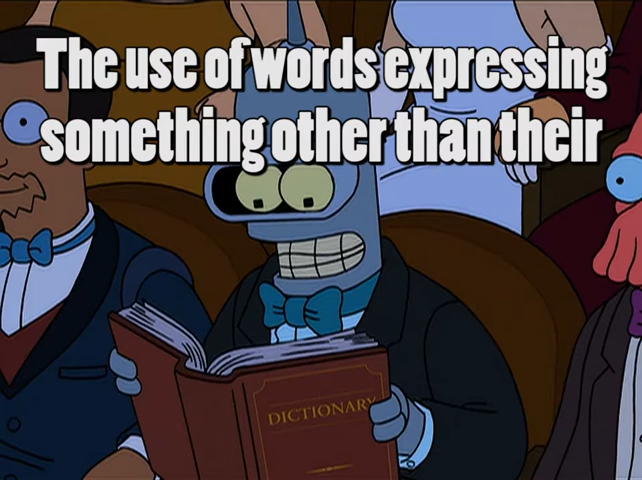 The use of words expressing
something other than their
DICTIONARY